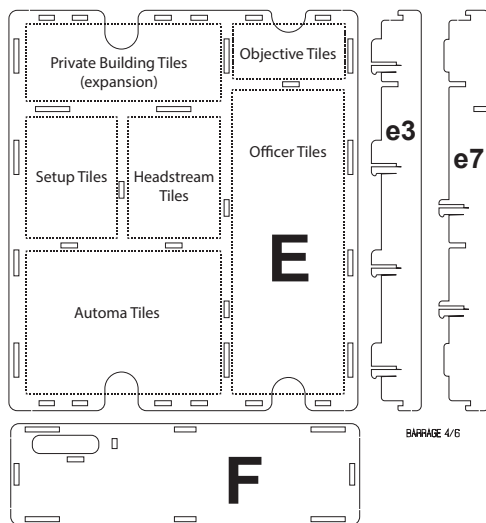 Private Building Tiles
(expansion)
Objective Tiles
Setup Tiles
Headstream
Tiles
Officer Tiles
E
Automa Tiles
e3
e7
BARRAGE 4/6
F